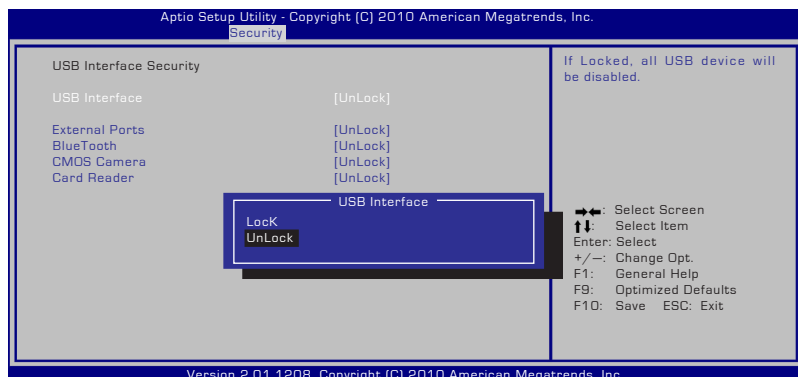 Aptio Setup Utility - Copyright (C) 2010 American Megatrends, Inc.
Security
USB Interface Security
USB Interface [UnLock]
External Ports [UnLock]
BlueTooth [UnLock]
CMOS Camera [UnLock]
Card Reader [UnLock]
USB Interface
LocK
UnLock
If Locked, all USB device will
be disabled.
→←: Select Screen
↑↓: Select Item
Enter: Select
+/—: Change Opt.
F1: General Help
F9: Optimized Defaults
F10: Save ESC: Exit
Version 2.01.1208. Copyright (C) 2010 American Megatrends, Inc.